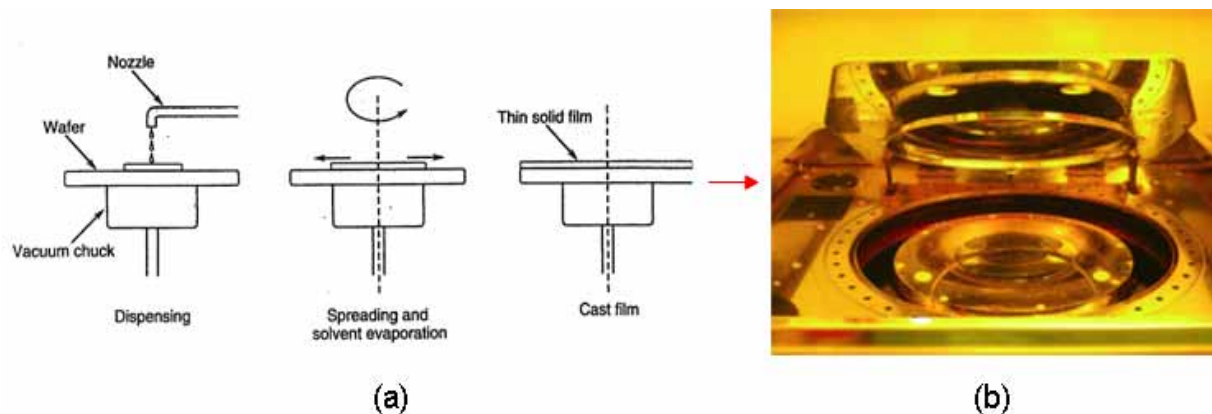 Nozzle
Wafer
Vacuum chuck
Dispensing
Spreading and
solvent evaporation
Thin solid film
Cast film
(a)
(b)